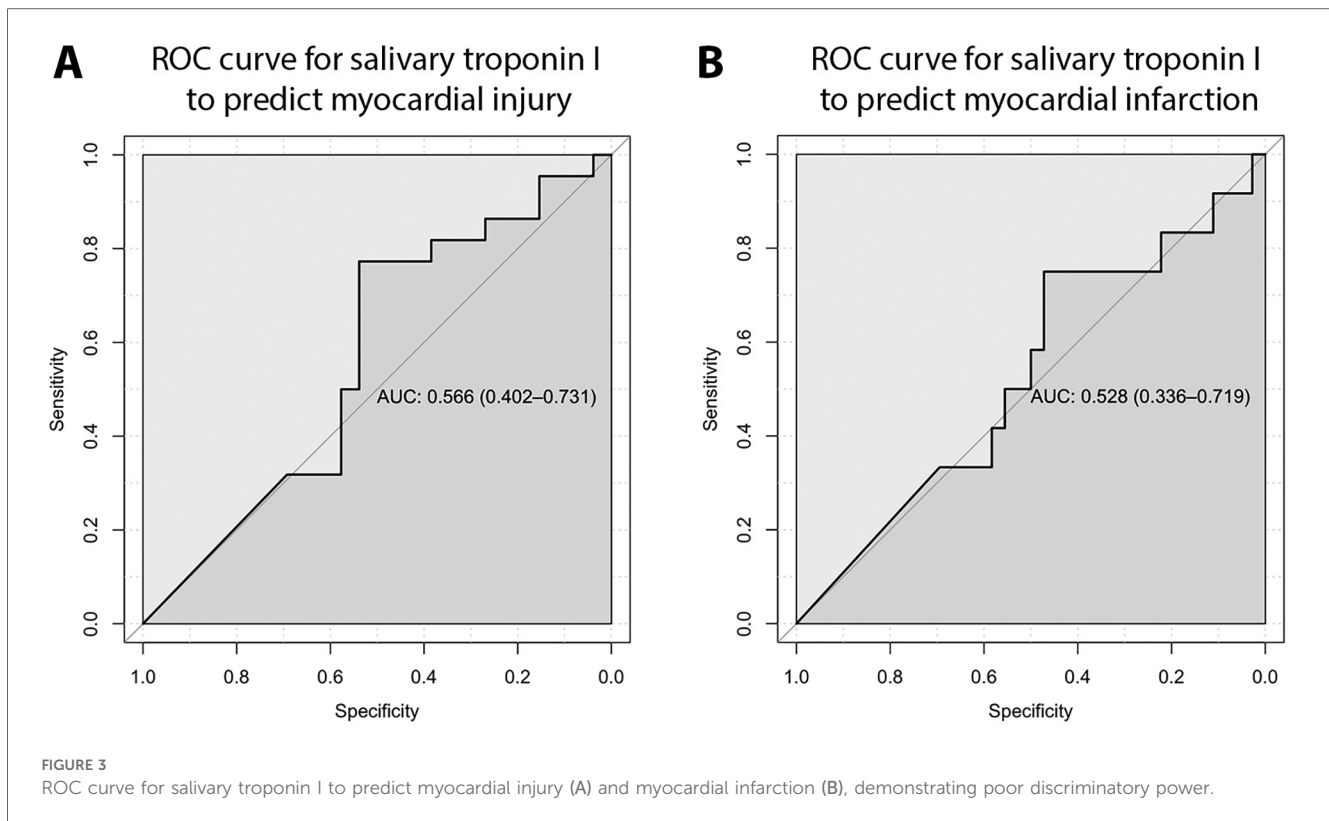 A
ROC curve for salivary troponin I
to predict myocardial injury
1.0
0.8
0.6
0.4
0.2
0.0
Sensitivity
AUC: 0.566 (0.402–0.731)
1.0 0.8 0.6 0.4 0.2 0.0
Specificity
B
ROC curve for salivary troponin I
to predict myocardial infarction
1.0
0.8
0.6
0.4
0.2
0.0
Sensitivity
AUC: 0.528 (0.336–0.719)
1.0 0.8 0.6 0.4 0.2 0.0
Specificity
FIGURE 3
ROC curve for salivary troponin I to predict myocardial injury (A) and myocardial infarction (B), demonstrating poor discriminatory power.